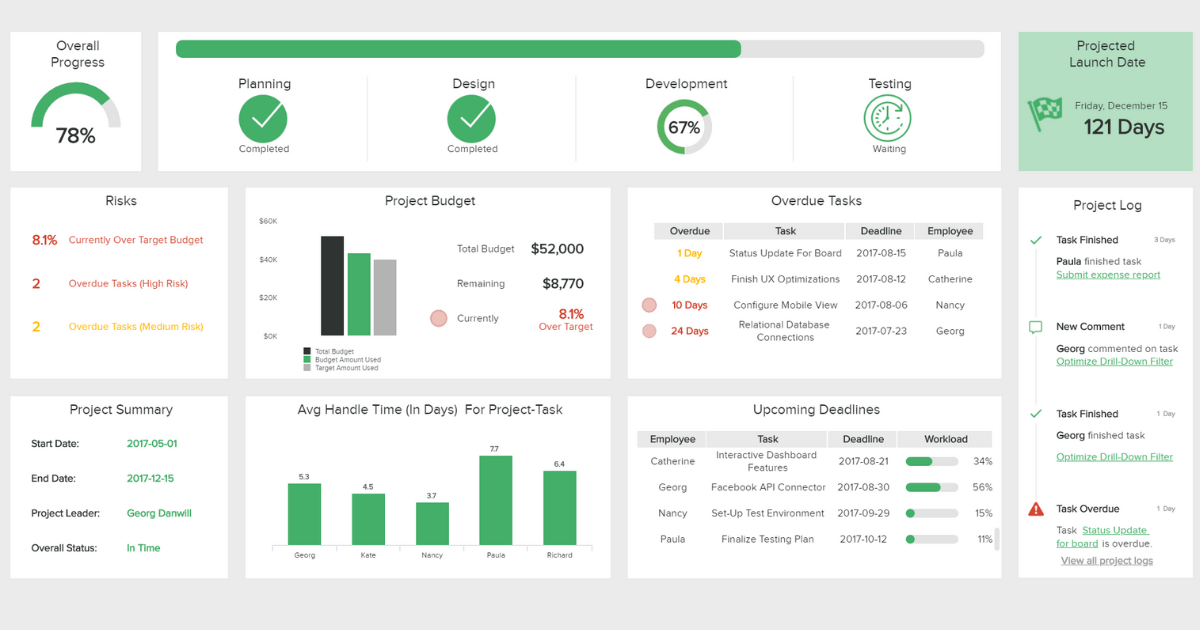 Overall
Progress
78%
Planning
Completed
Design
Completed
Development
67%
Testing
Waiting
Projected
Launch Date
Friday, December 15
121 Days
Risks
8.1% Currently Over Target Budget
2 Overdue Tasks (High Risk)
2 Overdue Tasks (Medium Risk)
Project Budget
$60K
$40K
$20K
$0K
Total Budget
Budget Amount Used
Target Amount Used
Total Budget $52,000
Remaining $8,770
Currently 8.1%
Over Target
Overdue Tasks
Overdue Task Deadline Employee
1 Day Status Update For Board 2017-08-15 Paula
4 Days Finish UX Optimizations 2017-08-12 Catherine
10 Days Configure Mobile View 2017-08-06 Nancy
24 Days Relational Database
Connections 2017-07-23 Georg
Project Log
Task Finished 3 Days
Paula finished task
Submit expense report
New Comment 1 Day
Georg commented on task
Optimize Drill-Down Filter
Task Finished 1 Day
Georg finished task
Optimize Drill-Down Filter
Task Overdue 1 Day
Task Status Update
for board is overdue.
View all project logs
Project Summary
Start Date: 2017-05-01
End Date: 2017-12-15
Project Leader: Georg Danwill
Overall Status: In Time
Avg Handle Time (In Days) For Project-Task
5.3
4.5
3.7
7.7
6.4
Georg Kate Nancy Paula Richard
Upcoming Deadlines
Employee Task Deadline Workload
Catherine Interactive Dashboard
Features 2017-08-21 34%
Georg Facebook API Connector 2017-08-30 56%
Nancy Set-Up Test Environment 2017-09-29 15%
Paula Finalize Testing Plan 2017-10-12 11%